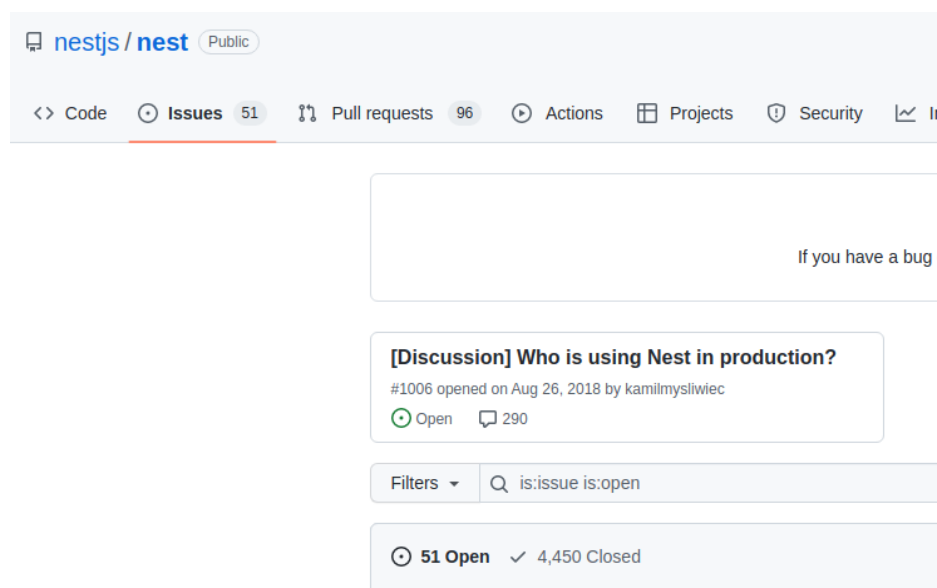 nestjs / nest Public
Code Issues 51 Pull requests 96 Actions Projects Security
If you have a bug
[Discussion] Who is using Nest in production?
#1006 opened on Aug 26, 2018 by kamilmysliwiec
Open 290
Filters is:issue is:open
51 Open 4,450 Closed